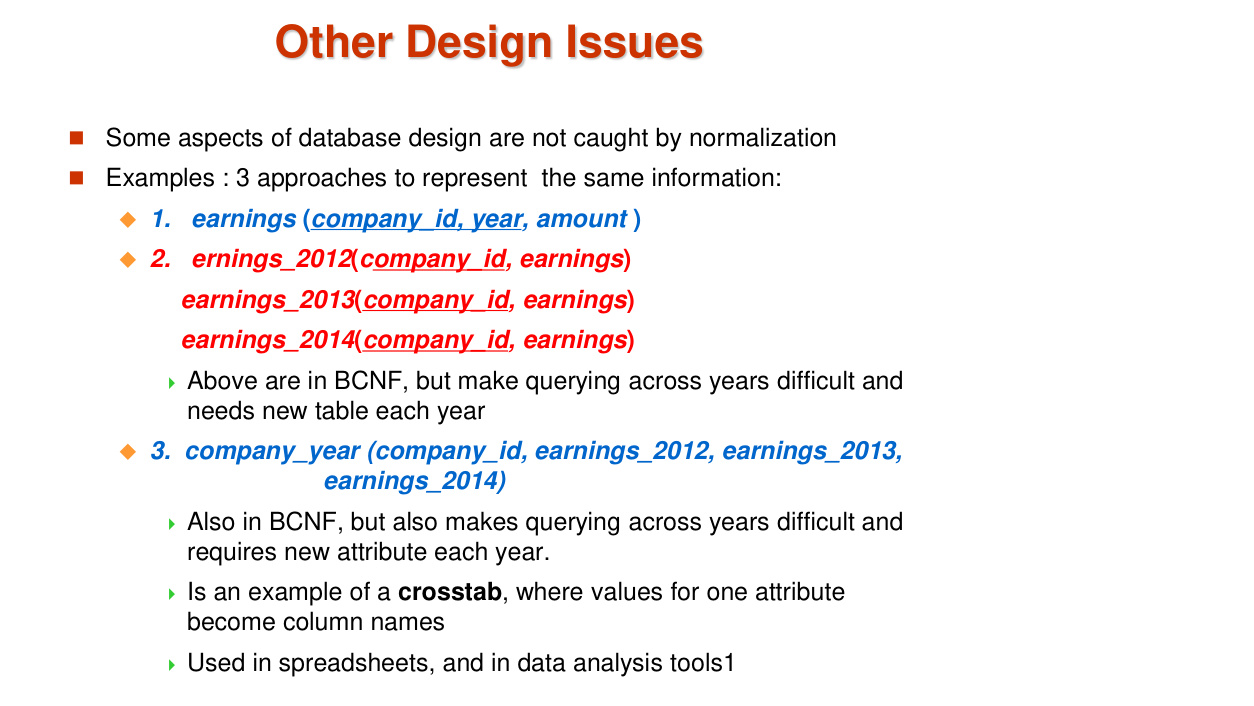 Other Design Issues
Some aspects of database design are not caught by normalization
Examples : 3 approaches to represent  the same information:
1.   earnings (company_id, year, amount )
2.   ernings_2012(company_id, earnings)
earnings_2013(company_id, earnings)
earnings_2014(company_id, earnings)
Above are in BCNF, but make querying across years difficult and
needs new table each year
3.  company_year (company_id, earnings_2012, earnings_2013,
earnings_2014)
Also in BCNF, but also makes querying across years difficult and
requires new attribute each year.
Is an example of a crosstab, where values for one attribute
become column names
Used in spreadsheets, and in data analysis tools1